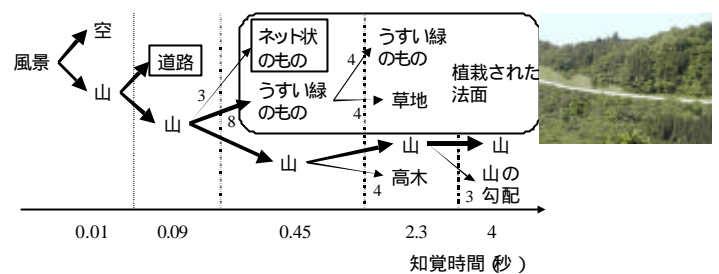 風景
空
山
道路
山
3
8
ネット状
のもの
うすい緑
のもの
山
4
4
4
うすい緑
のもの
草地
山
高木
植栽された
法面
3
山
山の
勾配
0.01
0.09
0.45
2.3
4
知覚時間(秒)